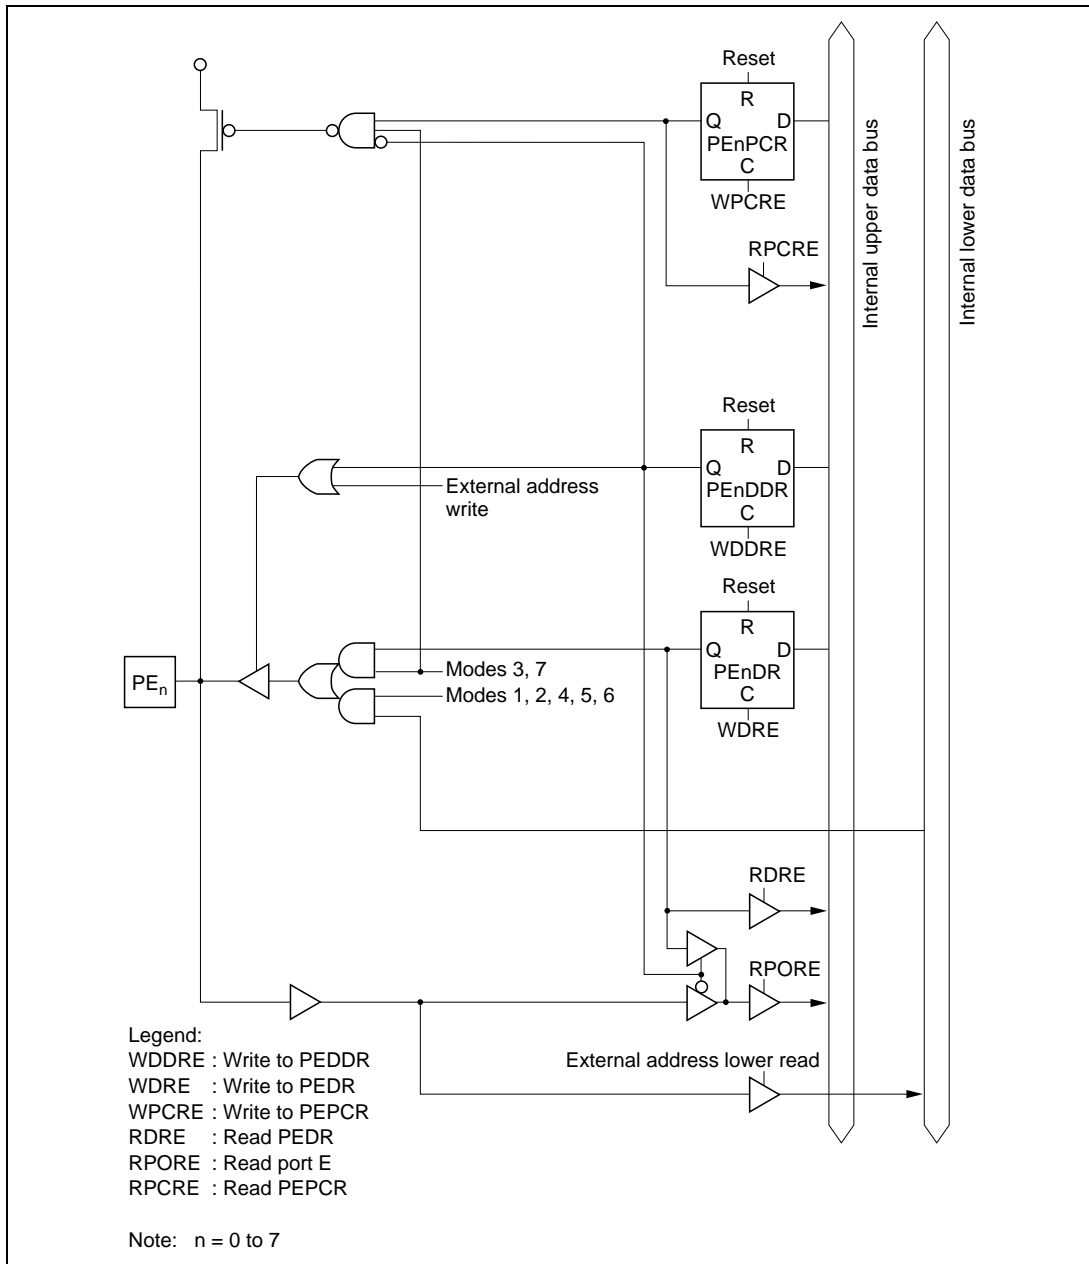 Reset
R
Q D
PEnPCR
C
WPCRE
RPCRE
Internal upper data bus
Internal lower data bus
Reset
R
Q D
PEnDDR
C
WDDRE
External address
write
Reset
R
Q D
PEnDR
C
WDRE
PEn
Modes 3, 7
Modes 1, 2, 4, 5, 6
RDRE
RPORE
External address lower read
Legend:
WDDRE : Write to PEDDR
WDRE : Write to PEDR
WPCRE : Write to PEPCR
RDRE : Read PEDR
RPORE : Read port E
RPCRE : Read PEPCR
Note: n = 0 to 7